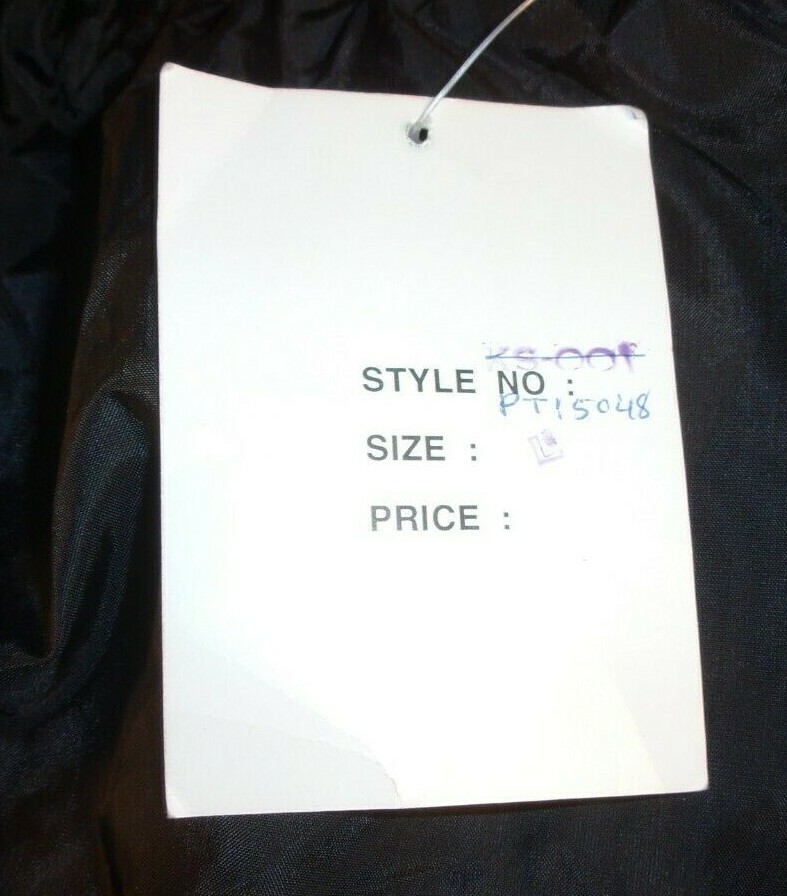 KS-001
STYLE NO :
PT15048
SIZE : L
PRICE :